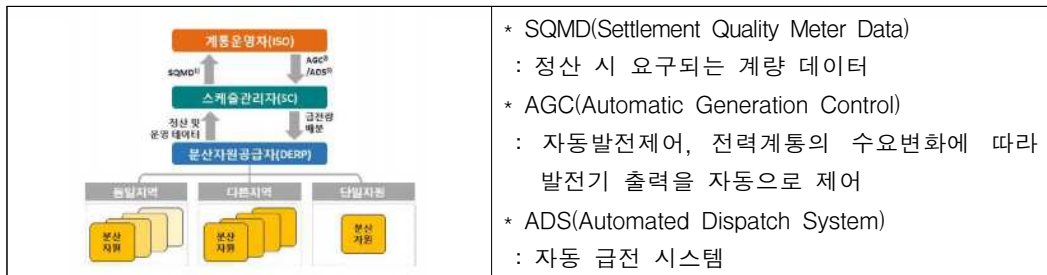 계통운영자(ISO)
SQMD¹⁾
AGC²⁾
/ADS³⁾
스케줄관리자(SC)
정산 및
운영 데이터
급전량
배분
분산자원공급자(DERP)
동일지역
다른지역
단일자원
분산
자원
분산
자원
분산
자원
* SQMD(Settlement Quality Meter Data)
: 정산 시 요구되는 계량 데이터
* AGC(Automatic Generation Control)
: 자동발전제어, 전력계통의 수요변화에 따라
발전기 출력을 자동으로 제어
* ADS(Automated Dispatch System)
: 자동 급전 시스템